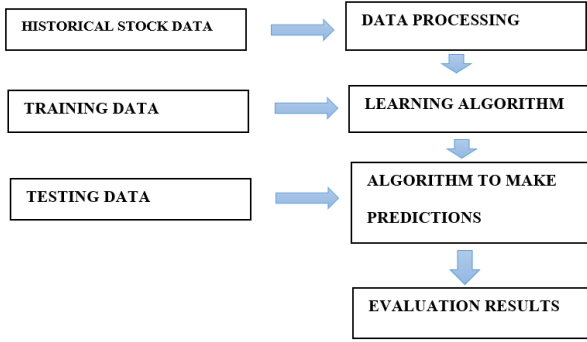 HISTORICAL STOCK DATA
DATA PROCESSING
TRAINING DATA
LEARNING ALGORITHM
TESTING DATA
ALGORITHM TO MAKE
PREDICTIONS
EVALUATION RESULTS